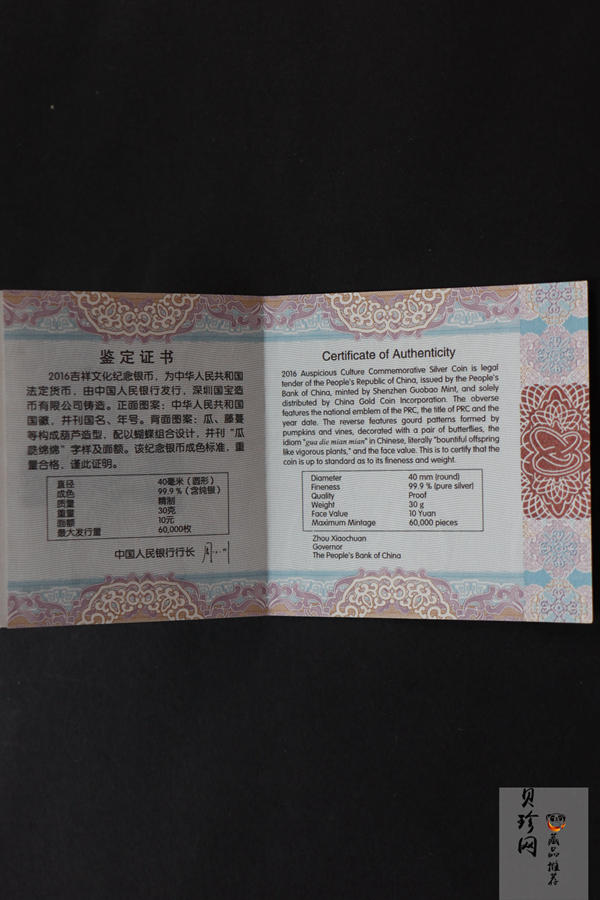 鉴定证书
2016吉祥文化纪念银币，为中华人民共和国
法定货币，由中国人民银行发行，深圳国宝造
币有限公司铸造。正面图案：中华人民共和国
国徽，并刊国名、年号。背面图案：瓜、藤蔓
等构成葫芦造型，配以蝴蝶组合设计，并刊“瓜
瓞绵绵”字样及面额。该纪念银币成色标准，重
量合格，谨此证明。
直径 40毫米（圆形）
成色 99.9%（含纯银）
质量 精制
重量 30克
面额 10元
最大发行量 60,000枚
中国人民银行行长
Certificate of Authenticity
2016 Auspicious Culture Commemorative Silver Coin is legal
tender of the People's Republic of China, issued by the People's
Bank of China, minted by Shenzhen Guobao Mint, and solely
distributed by China Gold Coin Incorporation. The obverse
features the national emblem of the PRC, the title of PRC and the
year date. The reverse features gourd patterns formed by
pumpkins and vines, decorated with a pair of butterflies, the
idiom "gua die mian mian" in Chinese, literally "bountiful offspring
like vigorous plants," and the face value. This is to certify that the
coin is up to standard as to its fineness and weight.
Diameter 40 mm (round)
Fineness 99.9 % (pure silver)
Quality Proof
Weight 30 g
Face Value 10 Yuan
Maximum Mintage 60,000 pieces
Zhou Xiaochuan
Governor
The People's Bank of China
贝珍网
藏品推荐